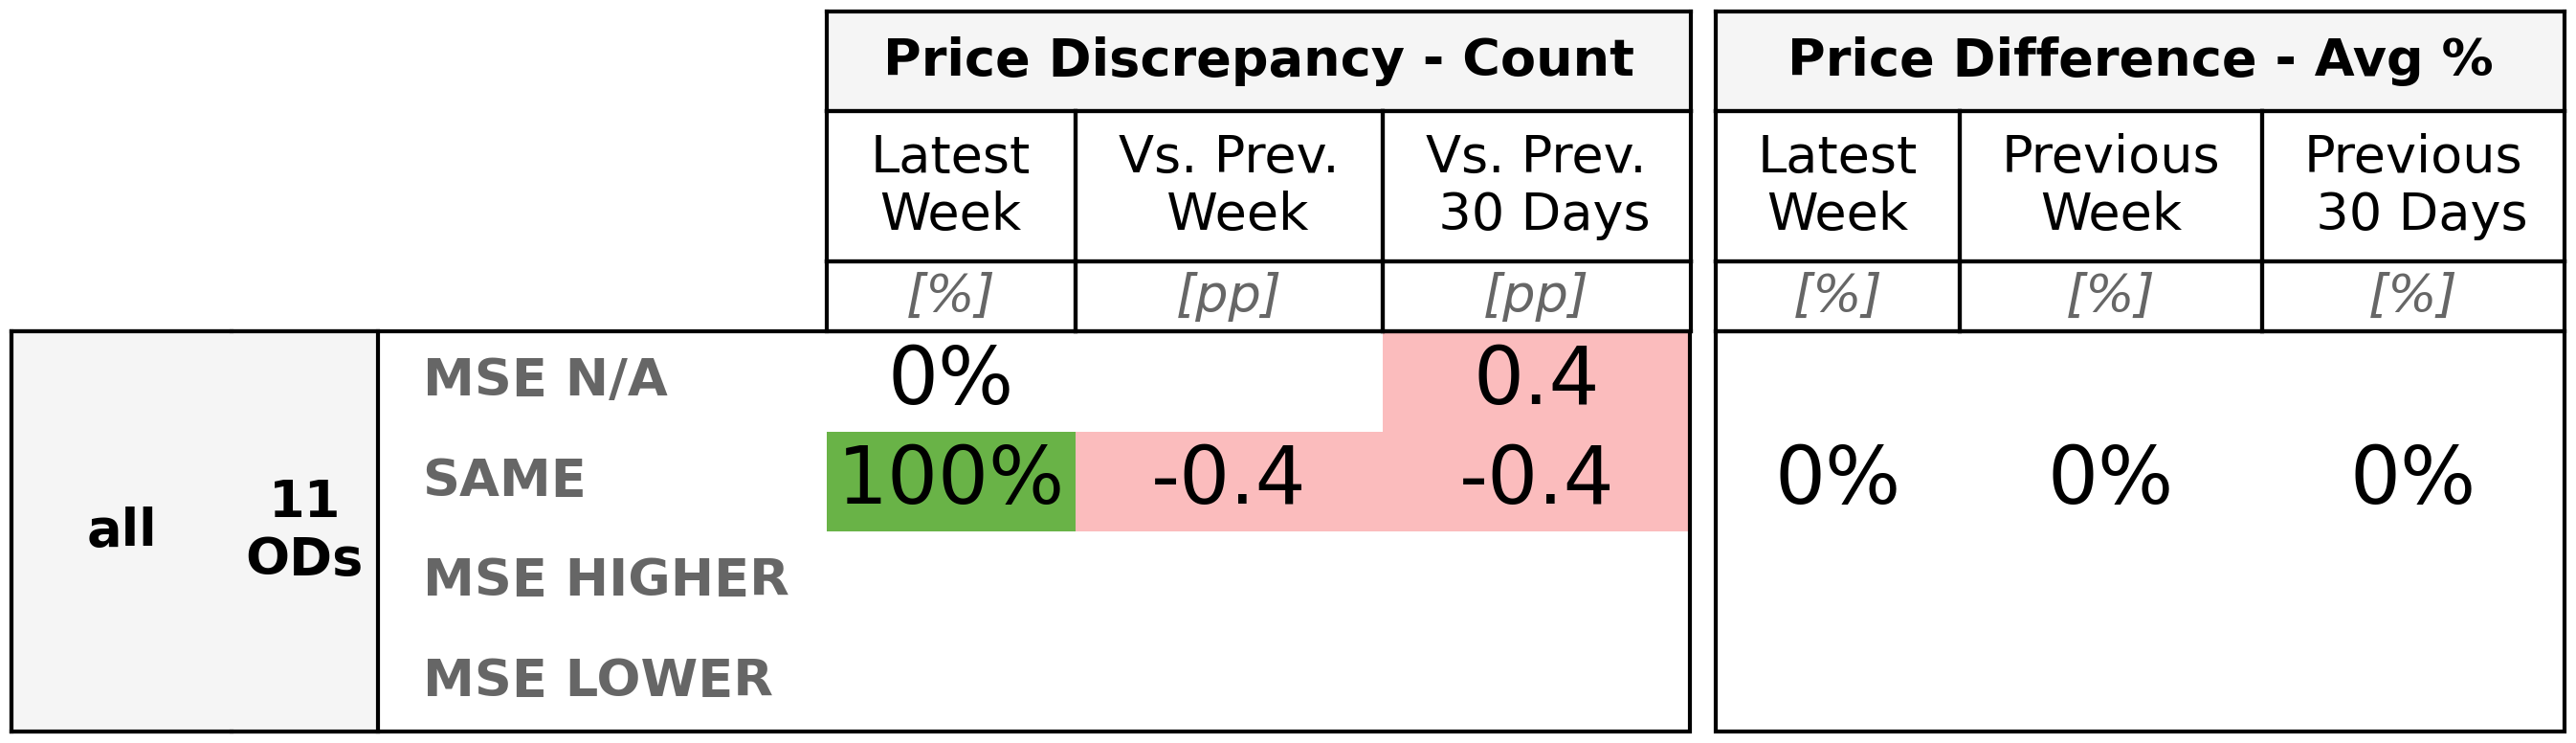 Price Discrepancy - Count
Price Difference - Avg %
Latest Week
Vs. Prev. Week
Vs. Prev. 30 Days
Latest Week
Previous Week
Previous 30 Days
[%]
[pp]
[pp]
[%]
[%]
[%]
all
11 ODs
MSE N/A
0%
0.4
SAME
100%
-0.4
-0.4
0%
0%
0%
MSE HIGHER
MSE LOWER